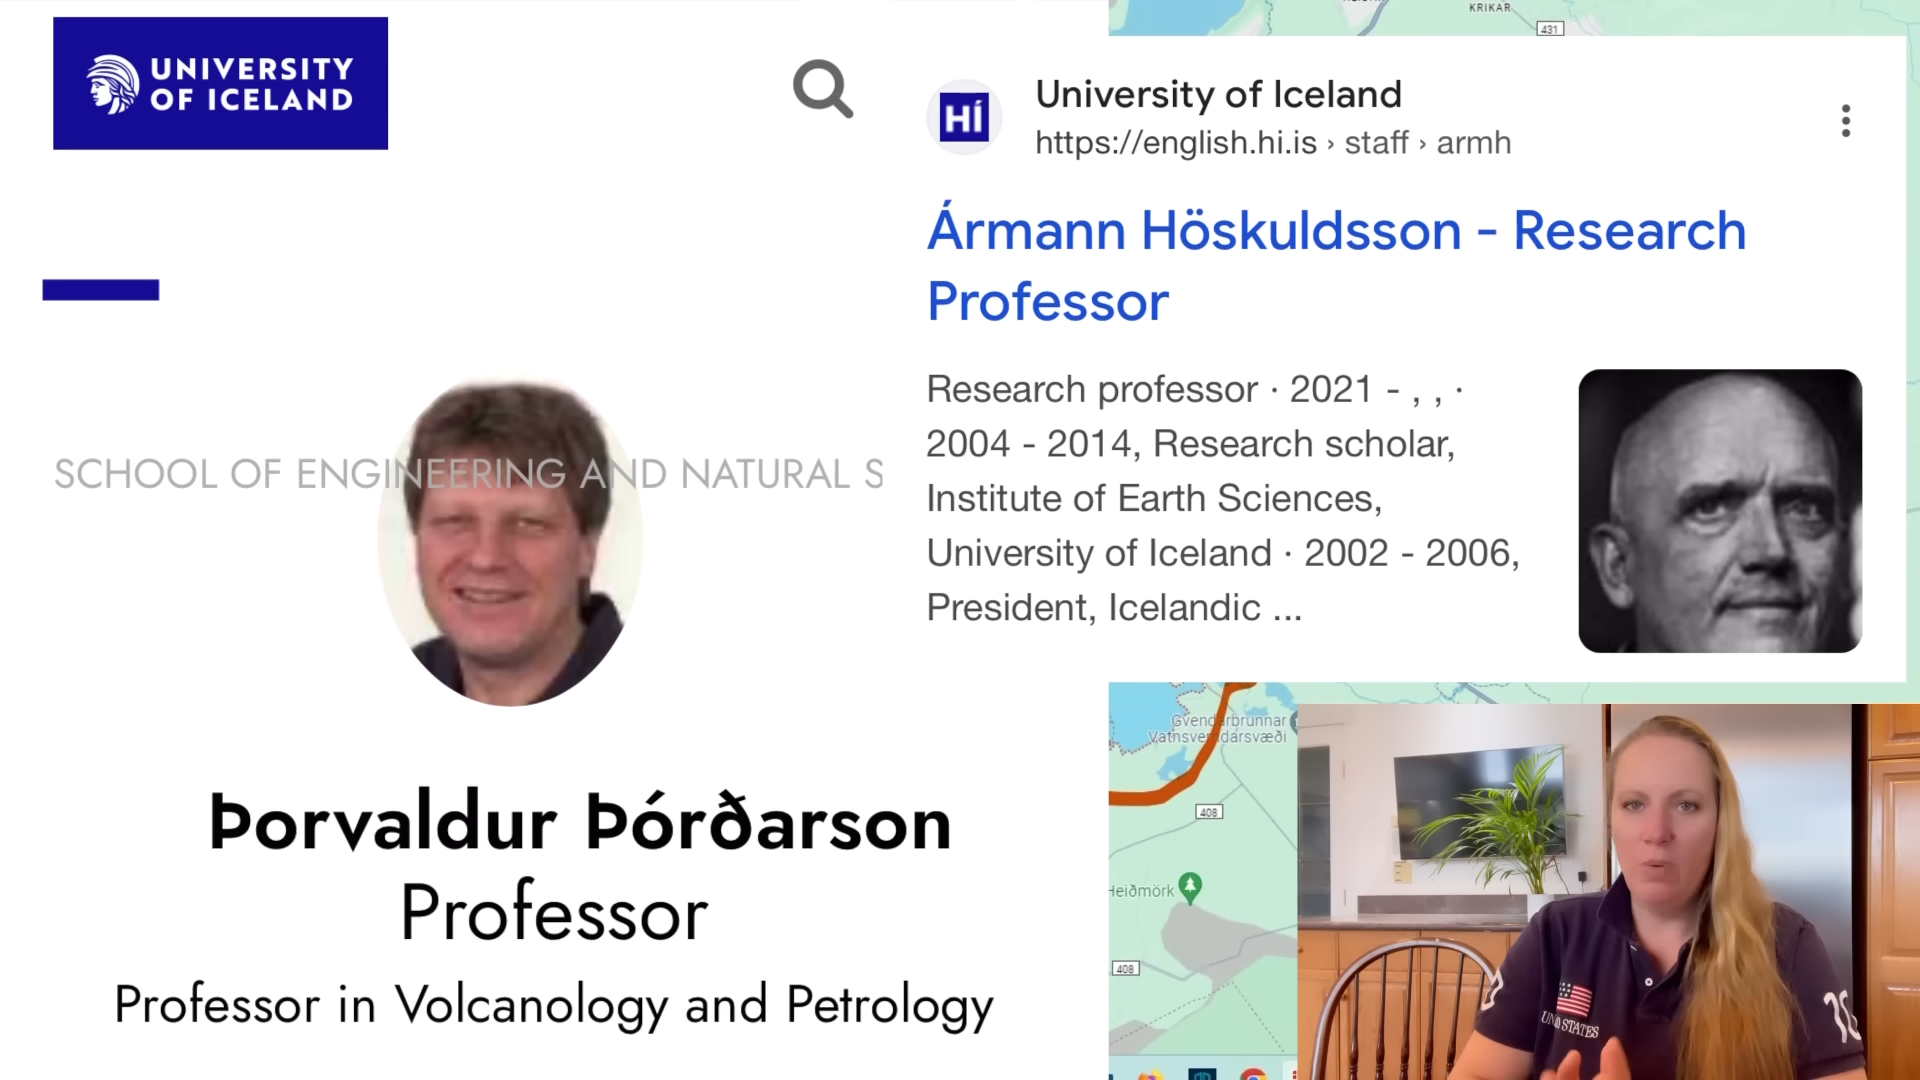 UNIVERSITY
OF ICELAND
SCHOOL OF ENGINEERING AND NATURAL S
Þorvaldur Þórðarson
Professor
Professor in Volcanology and Petrology
KRIKAR
431
HÍ
University of Iceland
https://english.hi.is › staff › armh
Ármann Höskuldsson - Research
Professor
Research professor · 2021 - , , ·
2004 - 2014, Research scholar,
Institute of Earth Sciences,
University of Iceland · 2002 - 2006,
President, Icelandic ...
Gvendarbrunnar
Vatnsverndarsvæði
408
Heiðmörk
408
UNITED STATES